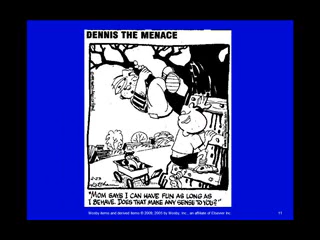 DENNIS THE MENACE
"MOM SAYS I CAN HAVE FUN AS LONG AS
I BEHAVE. DOES THAT MAKE ANY SENSE TO YOU?"
Mosby items and derived items © 2009, 2005 by Mosby, Inc., an affiliate of Elsevier Inc.
11